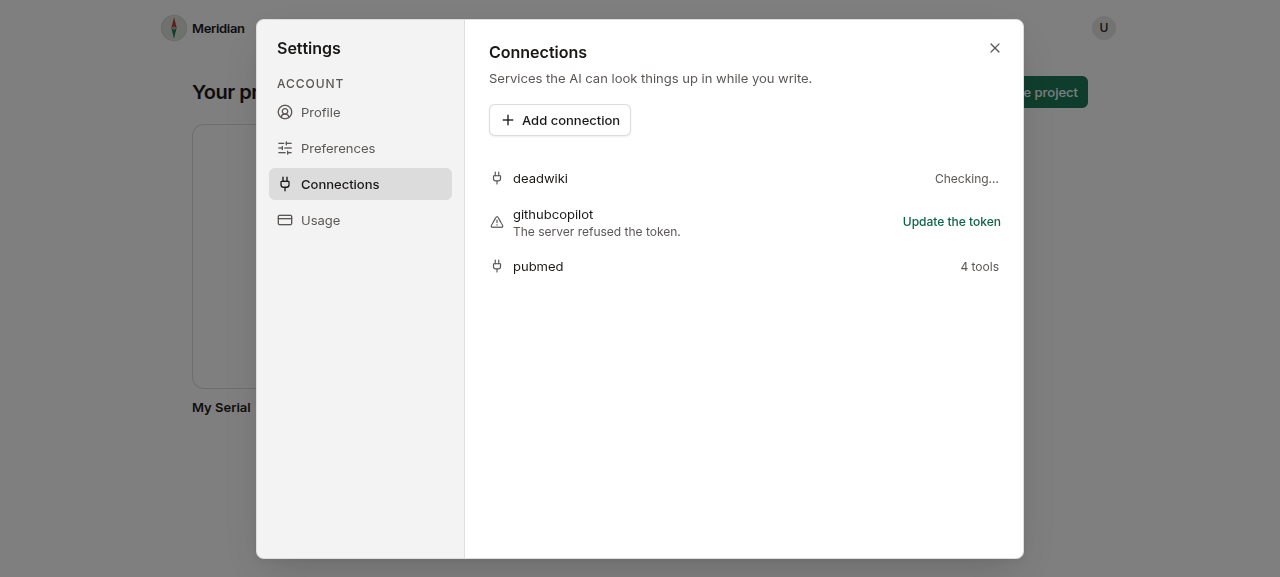 Meridian
U
Your pr
e project
My Serial
Settings
ACCOUNT
Profile
Preferences
Connections
Usage
Connections
Services the AI can look things up in while you write.
Add connection
deadwiki
Checking...
githubcopilot
The server refused the token.
Update the token
pubmed
4 tools